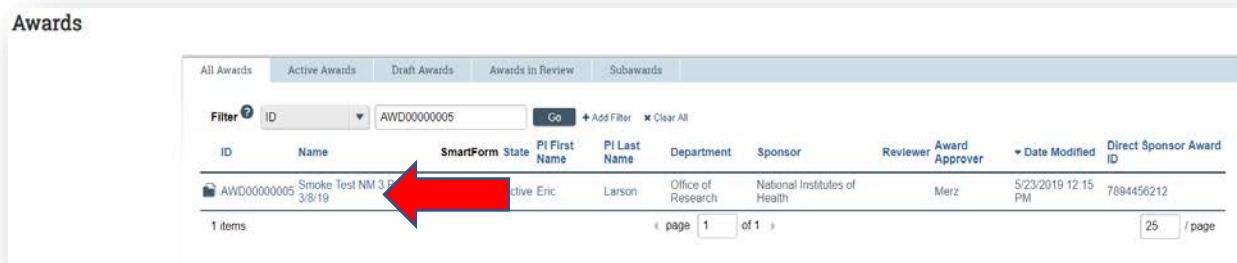 Awards
All Awards Active Awards Draft Awards Awards in Review Subawards
Filter ? ID AWD00000005 Go + Add Filter × Clear All
ID Name SmartForm State PI First Name PI Last Name Department Sponsor Reviewer Award Approver Date Modified Direct Sponsor Award ID
AWD00000005 Smoke Test NM 3 3/8/19 Eric Larson Office of Research National Institutes of Health Merz 5/23/2019 12:15 PM 7894456212
1 items page 1 of 1 25 / page